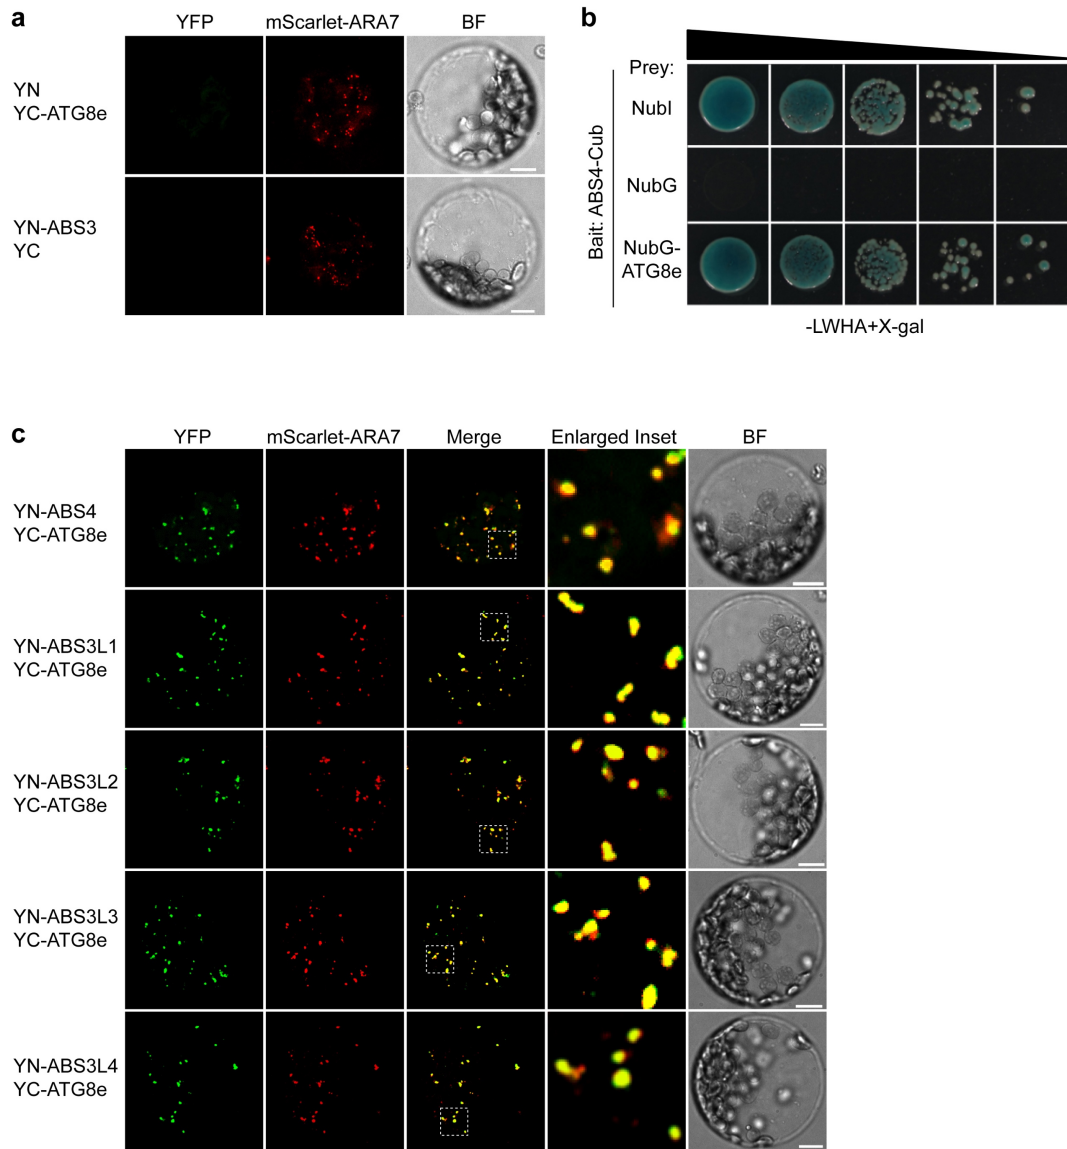 a
YFP mScarlet-ARA7 BF
YN
YC-ATG8e
YN-ABS3
YC
b
Prey:
Bait: ABS4-Cub
NubI
NubG
NubG-
ATG8e
-LWHA+X-gal
c
YFP mScarlet-ARA7 Merge Enlarged Inset BF
YN-ABS4
YC-ATG8e
YN-ABS3L1
YC-ATG8e
YN-ABS3L2
YC-ATG8e
YN-ABS3L3
YC-ATG8e
YN-ABS3L4
YC-ATG8e